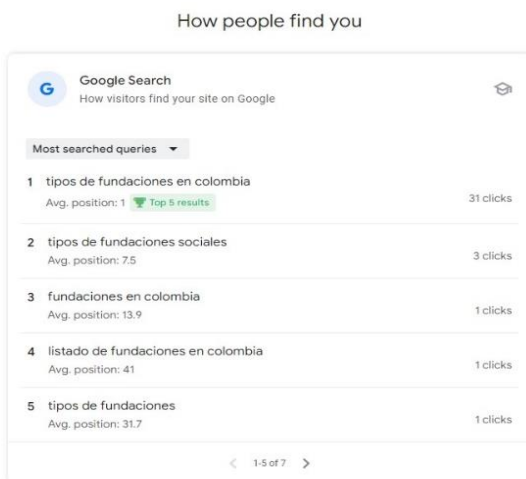 How people find you
G
Google Search
How visitors find your site on Google
Most searched queries
1 tipos de fundaciones en colombia
Avg. position: 1 Top 5 results
31 clicks
2 tipos de fundaciones sociales
Avg. position: 7.5
3 clicks
3 fundaciones en colombia
Avg. position: 13.9
1 clicks
4 listado de fundaciones en colombia
Avg. position: 41
1 clicks
5 tipos de fundaciones
Avg. position: 31.7
1 clicks
1-5 of 7